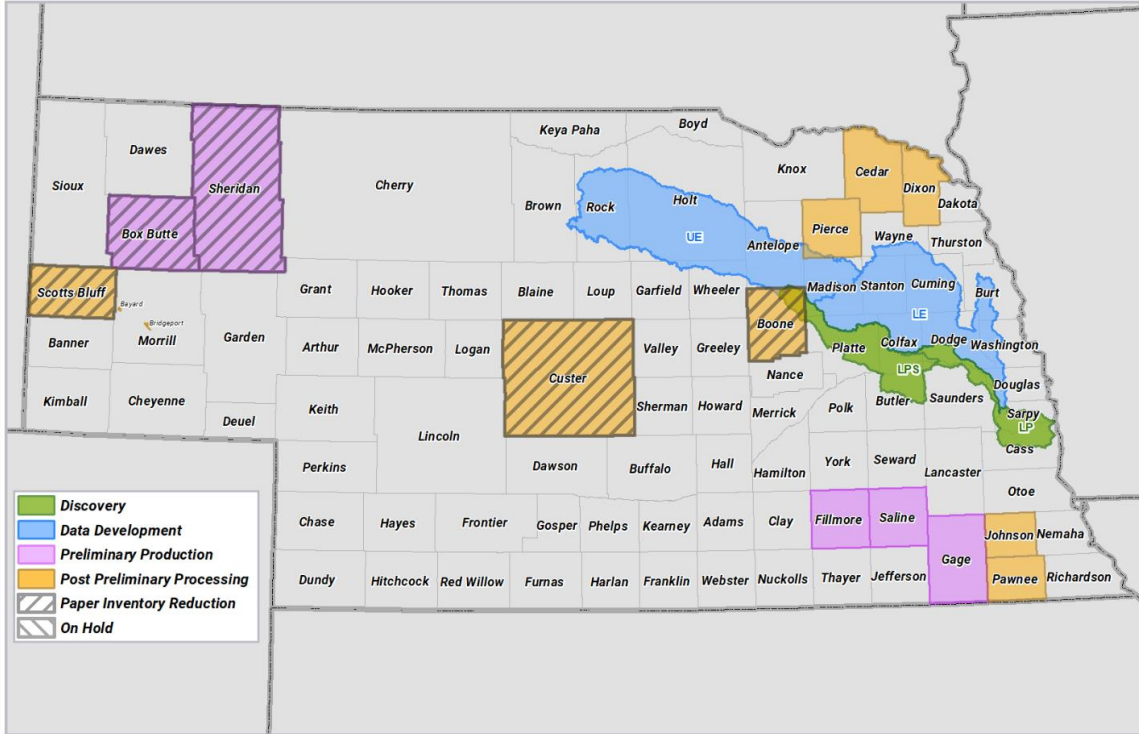 Boyd
Keya Paha
Dawes
Knox
Cedar
Sioux
Sheridan
Cherry
Dixon
Rock
Holt
Brown
Dakota
Box Butte
Pierce
UE
Antelope
Wayne
Thurston
Scotts Bluff
Grant
Hooker
Thomas
Blaine
Loup
Garfield
Wheeler
Madison
Stanton
Cuming
Burt
Bayard
Bridgeport
LE
Boone
Garden
Banner
Morrill
Arthur
McPherson
Logan
Valley
Greeley
Platte
Colfax
Dodge
Washington
LPS
Custer
Nance
Kimball
Cheyenne
Keith
Sherman
Howard
Merrick
Polk
Butler
Saunders
Douglas
Sarpy
LP
Deuel
Lincoln
Cass
Perkins
Dawson
Buffalo
Hall
Hamilton
York
Seward
Lancaster
Otoe
Chase
Hayes
Frontier
Gosper
Phelps
Kearney
Adams
Clay
Fillmore
Saline
Johnson
Nemaha
Gage
Dundy
Hitchcock
Red Willow
Furnas
Harlan
Franklin
Webster
Nuckolls
Thayer
Jefferson
Pawnee
Richardson
Discovery
Data Development
Preliminary Production
Post Preliminary Processing
Paper Inventory Reduction
On Hold